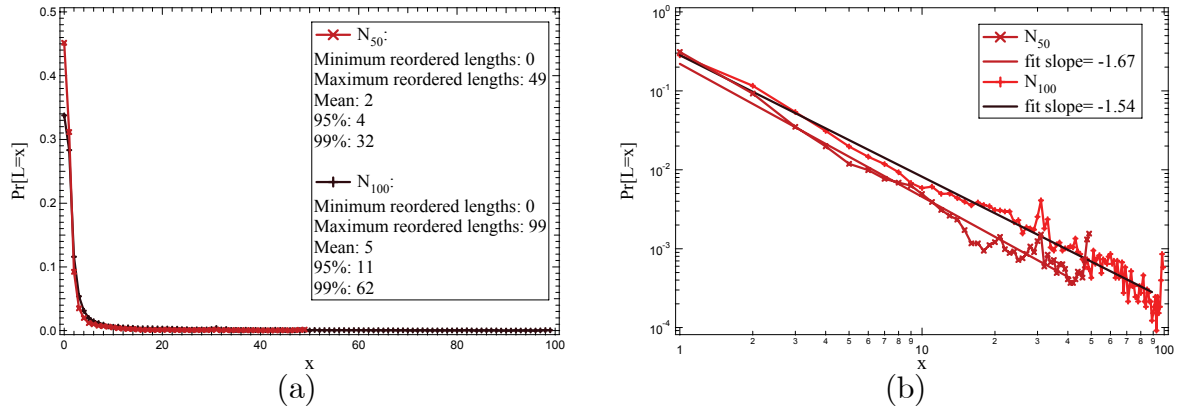 0.5
0.4
0.3
0.2
0.1
0.0
Pr[L=x]
0
20
40
60
80
100
x
N50:
Minimum reordered lengths: 0
Maximum reordered lengths: 49
Mean: 2
95%: 4
99%: 32
N100:
Minimum reordered lengths: 0
Maximum reordered lengths: 99
Mean: 5
95%: 11
99%: 62
(a)
10^0
10^-1
10^-2
10^-3
10^-4
Pr[L=x]
N50
fit slope= -1.67
N100
fit slope= -1.54
1 2 3 4 5 6 7 8 9 10 2 3 4 5 6 7 8 9 100
x
(b)